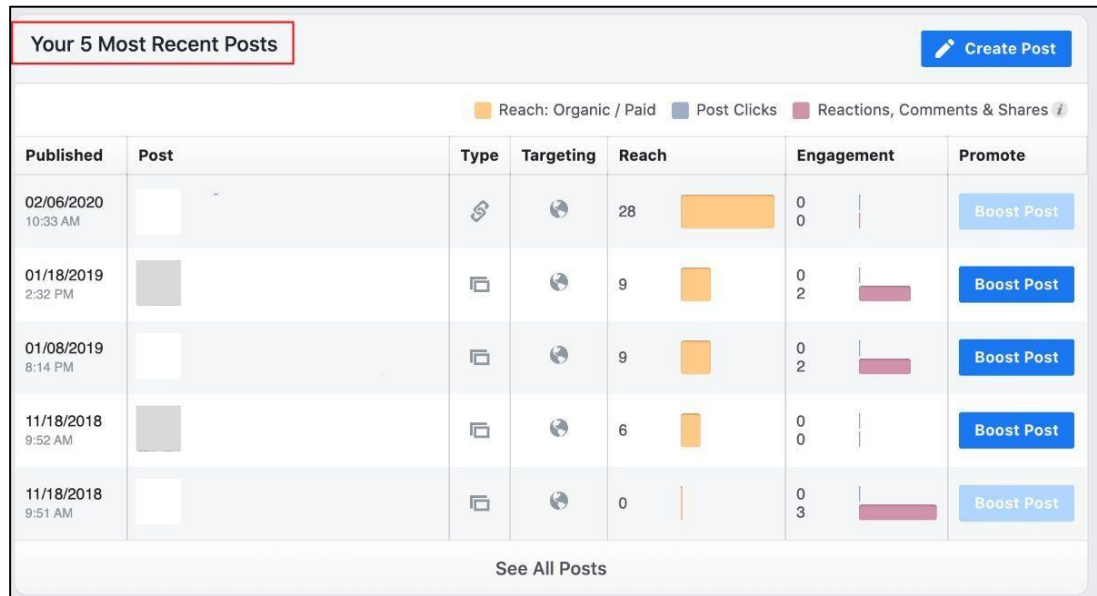 Your 5 Most Recent Posts
Create Post
Reach: Organic / Paid Post Clicks Reactions, Comments & Shares i
Published Post Type Targeting Reach Engagement Promote
02/06/2020
10:33 AM
28
0
0
Boost Post
01/18/2019
2:32 PM
9
0
2
Boost Post
01/08/2019
8:14 PM
9
0
2
Boost Post
11/18/2018
9:52 AM
6
0
0
Boost Post
11/18/2018
9:51 AM
0
0
3
Boost Post
See All Posts